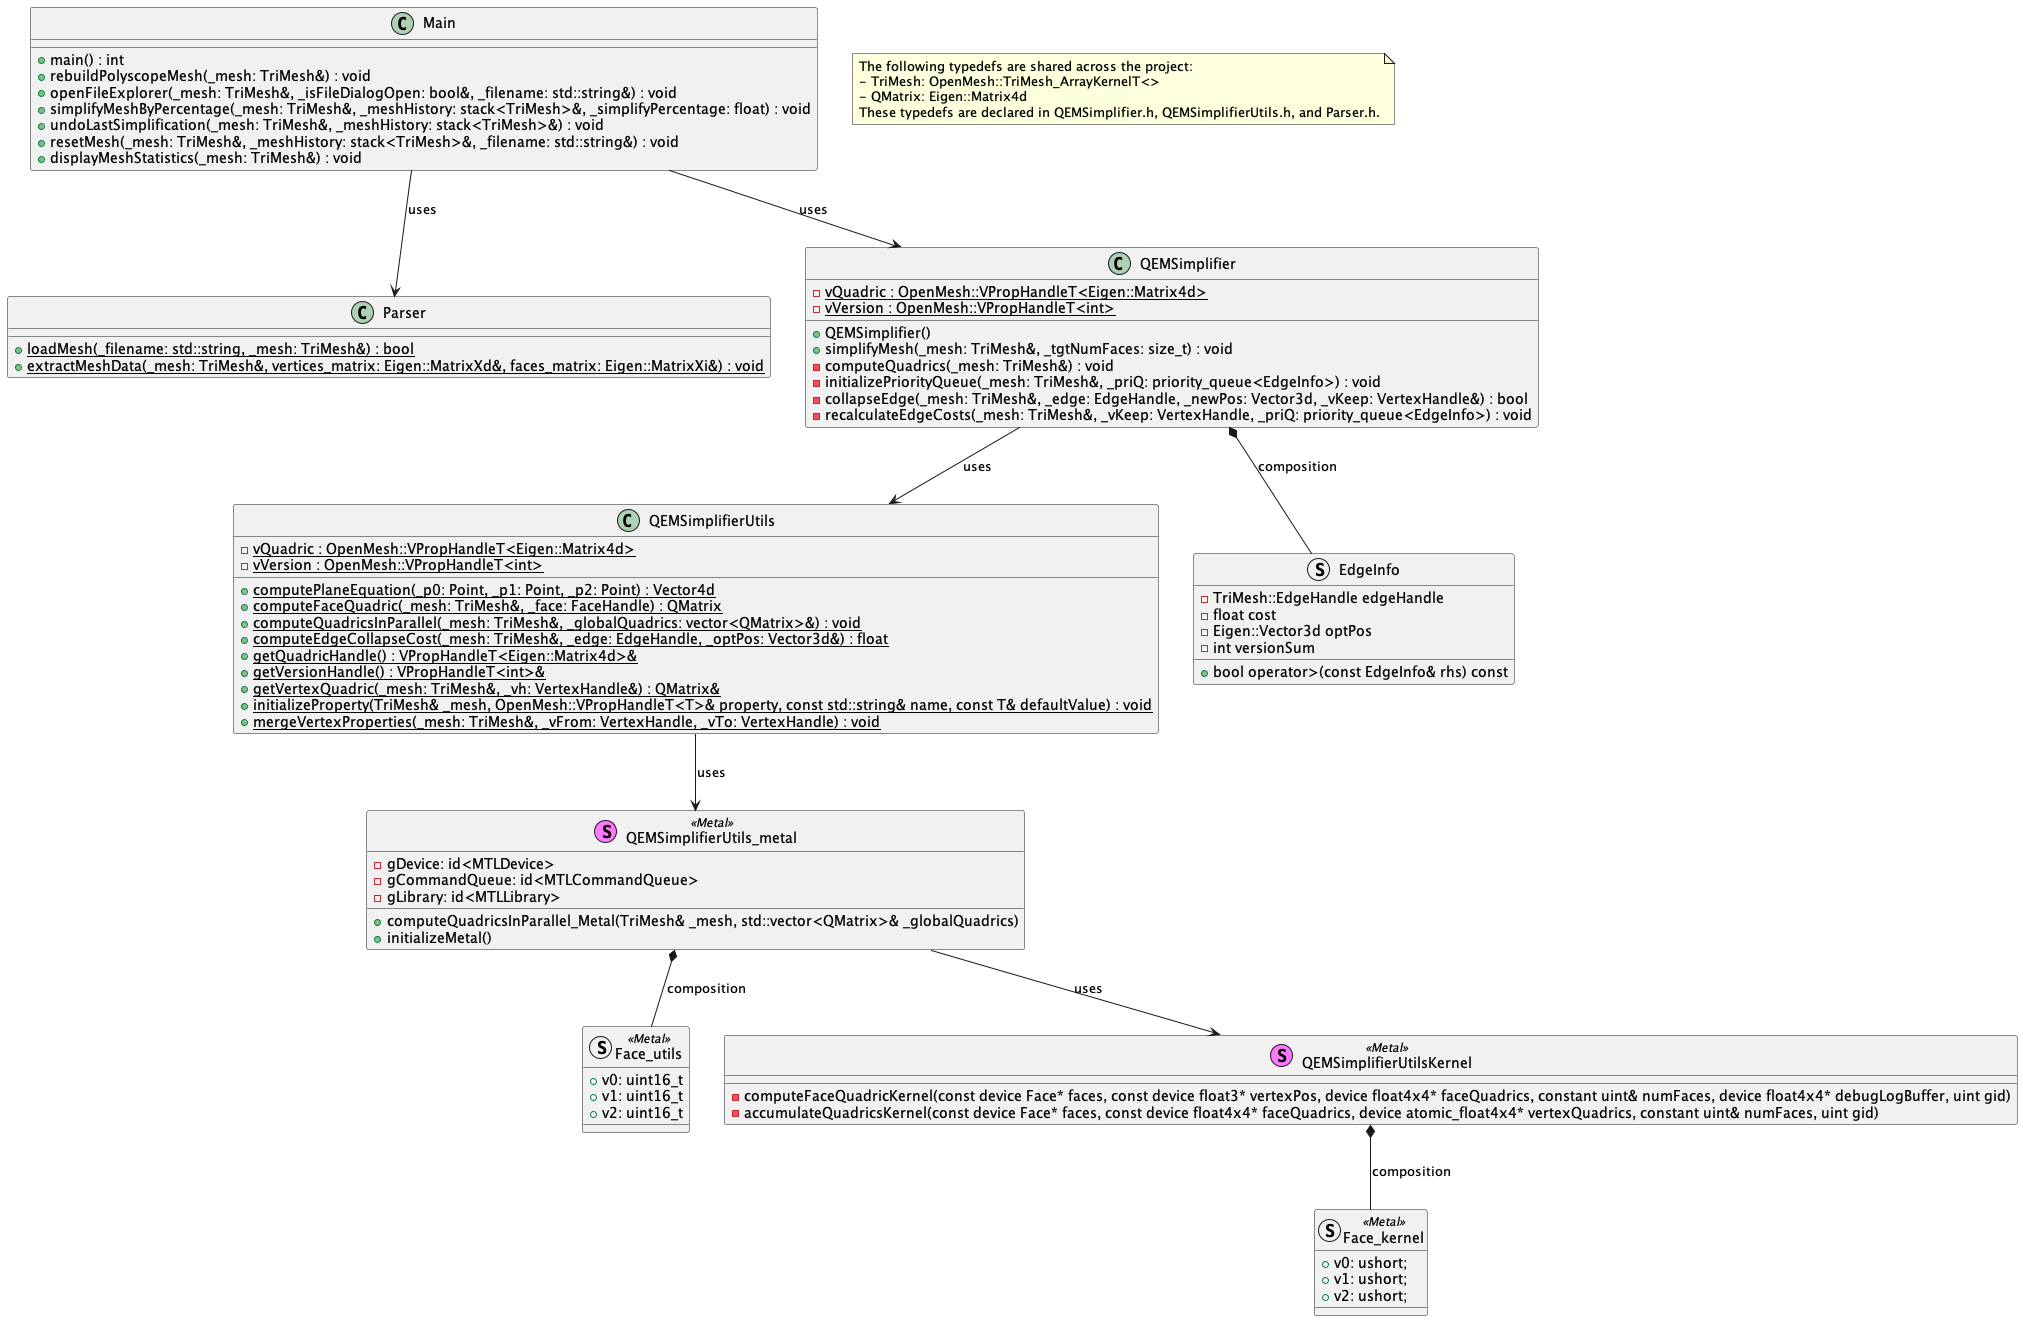 C Main
main() : int
rebuildPolyscopeMesh(_mesh: TriMesh&) : void
openFileExplorer(_mesh: TriMesh&, _isFileDialogOpen: bool&, _filename: std::string&) : void
simplifyMeshByPercentage(_mesh: TriMesh&, _meshHistory: stack<TriMesh>&, _simplifyPercentage: float) : void
undoLastSimplification(_mesh: TriMesh&, _meshHistory: stack<TriMesh>&) : void
resetMesh(_mesh: TriMesh&, _meshHistory: stack<TriMesh>&, _filename: std::string&) : void
displayMeshStatistics(_mesh: TriMesh&) : void
The following typedefs are shared across the project:
- TriMesh: OpenMesh::TriMesh_ArrayKernelT<>
- QMatrix: Eigen::Matrix4d
These typedefs are declared in QEMSimplifier.h, QEMSimplifierUtils.h, and Parser.h.
uses
uses
C Parser
loadMesh(_filename: std::string, _mesh: TriMesh&) : bool
extractMeshData(_mesh: TriMesh&, vertices_matrix: Eigen::MatrixXd&, faces_matrix: Eigen::MatrixXi&) : void
C QEMSimplifier
vQuadric : OpenMesh::VPropHandleT<Eigen::Matrix4d>
vVersion : OpenMesh::VPropHandleT<int>
QEMSimplifier()
simplifyMesh(_mesh: TriMesh&, _tgtNumFaces: size_t) : void
computeQuadrics(_mesh: TriMesh&) : void
initializePriorityQueue(_mesh: TriMesh&, _priQ: priority_queue<EdgeInfo>) : void
collapseEdge(_mesh: TriMesh&, _edge: EdgeHandle, _newPos: Vector3d, _vKeep: VertexHandle&) : bool
recalculateEdgeCosts(_mesh: TriMesh&, _vKeep: VertexHandle, _priQ: priority_queue<EdgeInfo>) : void
uses
composition
C QEMSimplifierUtils
vQuadric : OpenMesh::VPropHandleT<Eigen::Matrix4d>
vVersion : OpenMesh::VPropHandleT<int>
computePlaneEquation(_p0: Point, _p1: Point, _p2: Point) : Vector4d
computeFaceQuadric(_mesh: TriMesh&, _face: FaceHandle) : QMatrix
computeQuadricsInParallel(_mesh: TriMesh&, _globalQuadrics: vector<QMatrix>&) : void
computeEdgeCollapseCost(_mesh: TriMesh&, _edge: EdgeHandle, _optPos: Vector3d&) : float
getQuadricHandle() : VPropHandleT<Eigen::Matrix4d>&
getVersionHandle() : VPropHandleT<int>&
getVertexQuadric(_mesh: TriMesh&, _vh: VertexHandle&) : QMatrix&
initializeProperty(TriMesh& _mesh, OpenMesh::VPropHandleT<T>& property, const std::string& name, const T& defaultValue) : void
mergeVertexProperties(_mesh: TriMesh&, _vFrom: VertexHandle, _vTo: VertexHandle) : void
S EdgeInfo
TriMesh::EdgeHandle edgeHandle
float cost
Eigen::Vector3d optPos
int versionSum
bool operator>(const EdgeInfo& rhs) const
uses
«Metal»
S QEMSimplifierUtils_metal
gDevice: id<MTLDevice>
gCommandQueue: id<MTLCommandQueue>
gLibrary: id<MTLLibrary>
computeQuadricsInParallel_Metal(TriMesh& _mesh, std::vector<QMatrix>& _globalQuadrics)
initializeMetal()
composition
uses
«Metal»
S Face_utils
v0: uint16_t
v1: uint16_t
v2: uint16_t
«Metal»
S QEMSimplifierUtilsKernel
computeFaceQuadricKernel(const device Face* faces, const device float3* vertexPos, device float4x4* faceQuadrics, constant uint& numFaces, device float4x4* debugLogBuffer, uint gid)
accumulateQuadricsKernel(const device Face* faces, const device float4x4* faceQuadrics, device atomic_float4x4* vertexQuadrics, constant uint& numFaces, uint gid)
composition
«Metal»
S Face_kernel
v0: ushort;
v1: ushort;
v2: ushort;